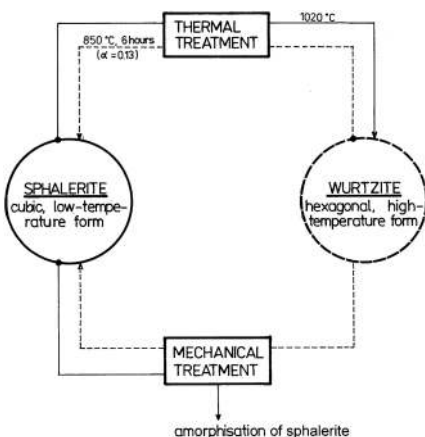 THERMAL
TREATMENT
1020 °C
850 °C, 6 hours
(α = 0.13)
SPHALERITE
cubic, low-tempe-
rature form
WURTZITE
hexagonal, high-
temperature form
MECHANICAL
TREATMENT
amorphisation of sphalerite